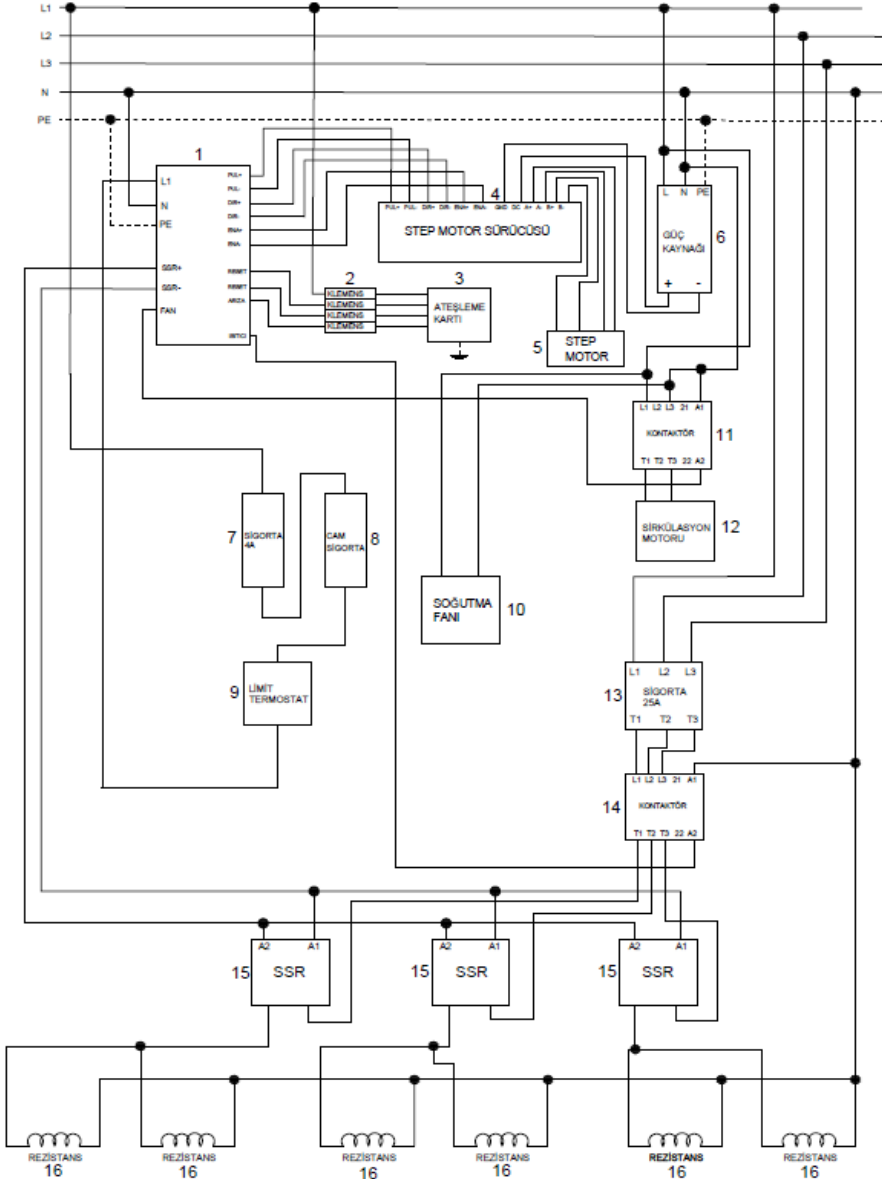 L1
L2
L3
N
PE
1
L1
N
PE
SSR+
SSR-
FAN
PUL+
PUL-
DIR+
DIR-
ENA+
ENA-
RESET
RESET
ARIZA
ISITICI
4
PUL+ PUL- DIR+ DIR- ENA+ ENA- GND DC A+ A- B+ B-
STEP MOTOR SÜRÜCÜSÜ
L N PE
GÜÇ
KAYNAĞI
+ -
6
2
KLEMENS
KLEMENS
KLEMENS
KLEMENS
3
ATEŞLEME
KARTI
5
STEP
MOTOR
L1 L2 L3 21 A1
KONTAKTÖR
T1 T2 T3 22 A2
11
SİRKÜLASYON
MOTORU
12
7
SİGORTA
4A
CAM
SİGORTA
8
SOĞUTMA
FANI
10
9
LİMİT
TERMOSTAT
13
L1 L2 L3
SİGORTA
25A
T1 T2 T3
14
L1 L2 L3 21 A1
KONTAKTÖR
T1 T2 T3 22 A2
A2 A1
15
SSR
A2 A1
15
SSR
A2 A1
15
SSR
REZİSTANS
16
REZİSTANS
16
REZİSTANS
16
REZİSTANS
16
REZİSTANS
16
REZİSTANS
16